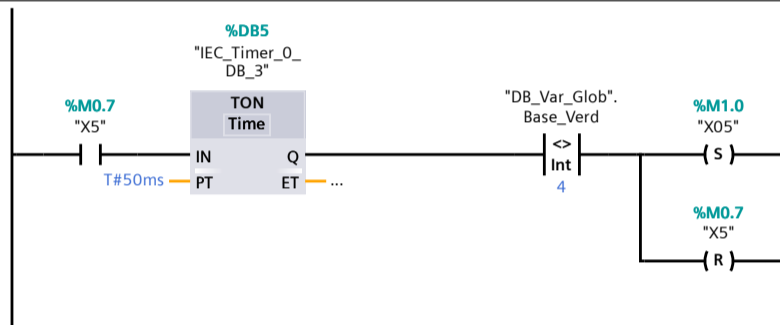 %DB5
"IEC_Timer_0_
DB_3"
%M0.7
"X5"
TON
Time
IN
Q
T#50ms
PT
ET
...
"DB_Var_Glob".
Base_Verd
<>
Int
4
%M1.0
"X05"
S
%M0.7
"X5"
R